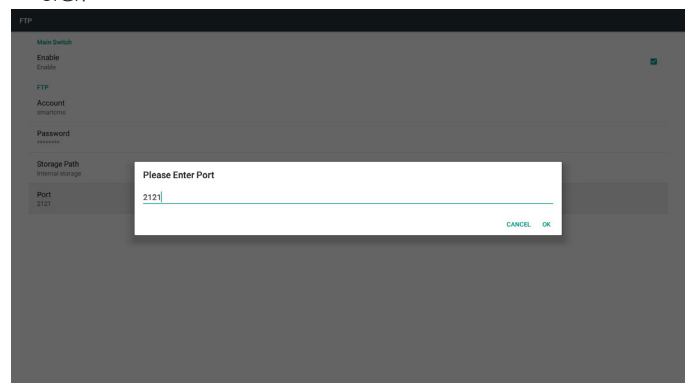 FTP
Main Switch
Enable
Enable
FTP
Account
smartcms
Password
********
Storage Path
Internal storage
Port
2121
Please Enter Port
2121
CANCEL OK